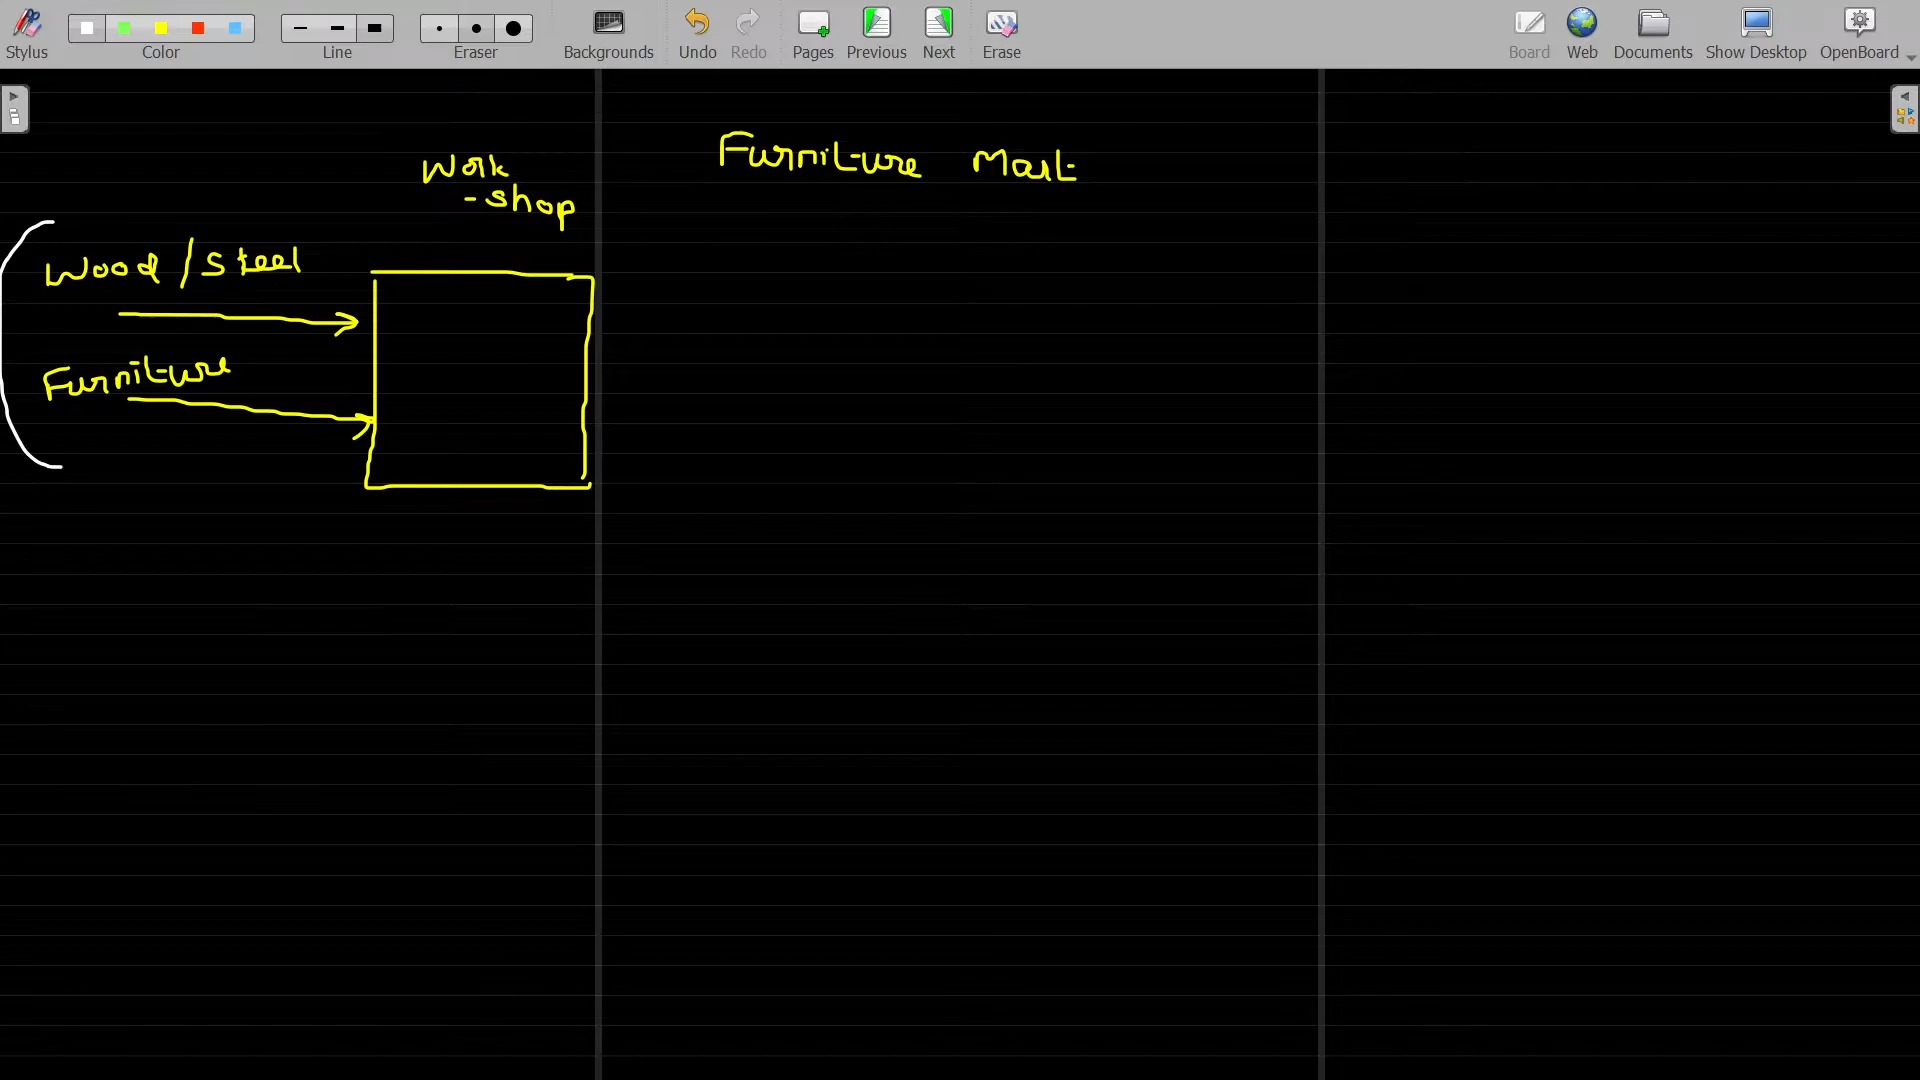 Stylus
Color
Line
Eraser
Backgrounds
Undo
Redo
Pages
Previous
Next
Erase
Board
Web
Documents
Show Desktop
OpenBoard
Furniture Mart
Work
-shop
Wood/Steel
Furniture